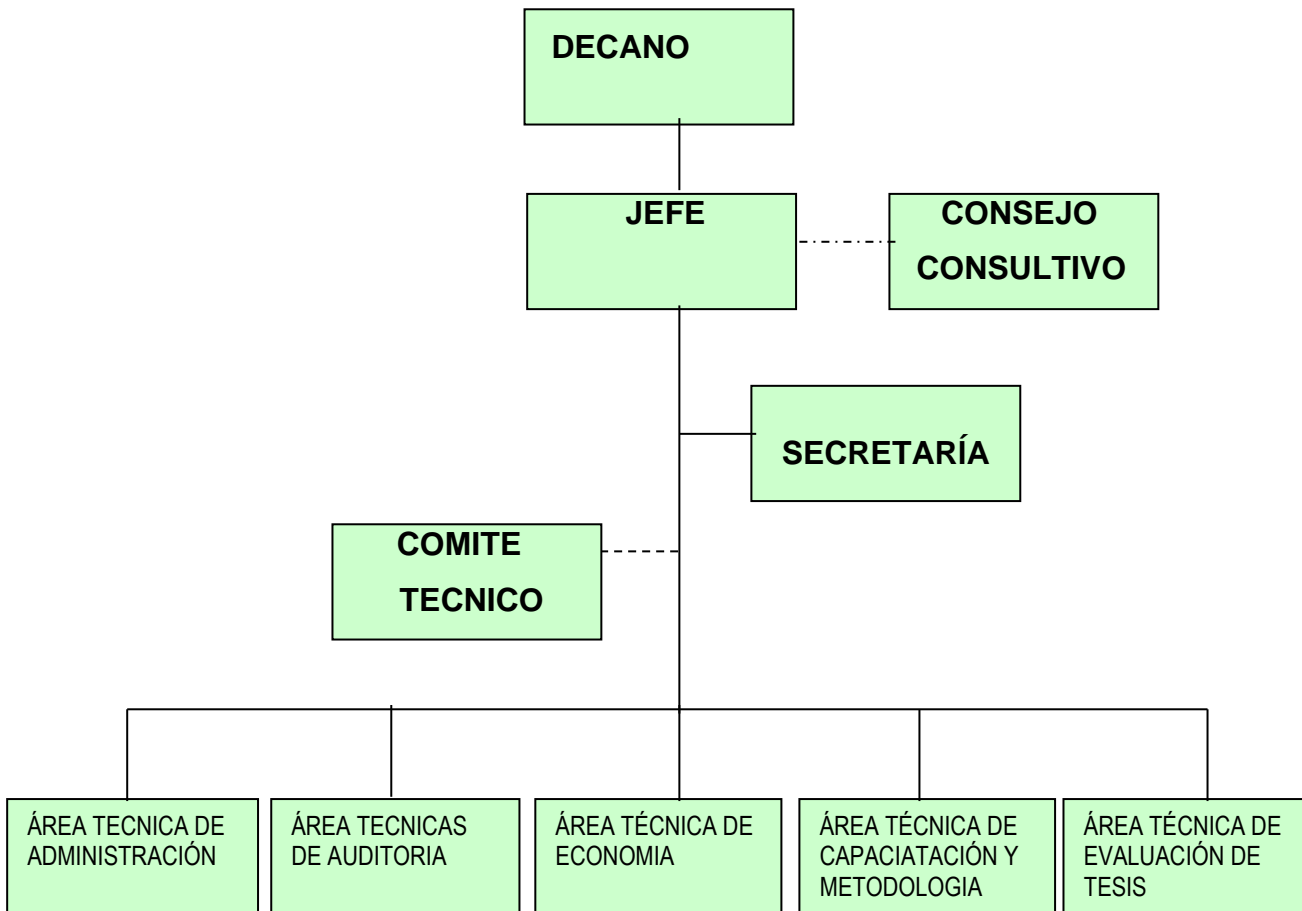 DECANO
JEFE
CONSEJO
CONSULTIVO
SECRETARÍA
COMITE
TECNICO
ÁREA TECNICA DE
ADMINISTRACIÓN
ÁREA TECNICAS
DE AUDITORIA
ÁREA TÉCNICA DE
ECONOMIA
ÁREA TÉCNICA DE
CAPACIATACIÓN Y
METODOLOGIA
ÁREA TÉCNICA DE
EVALUACIÓN DE
TESIS